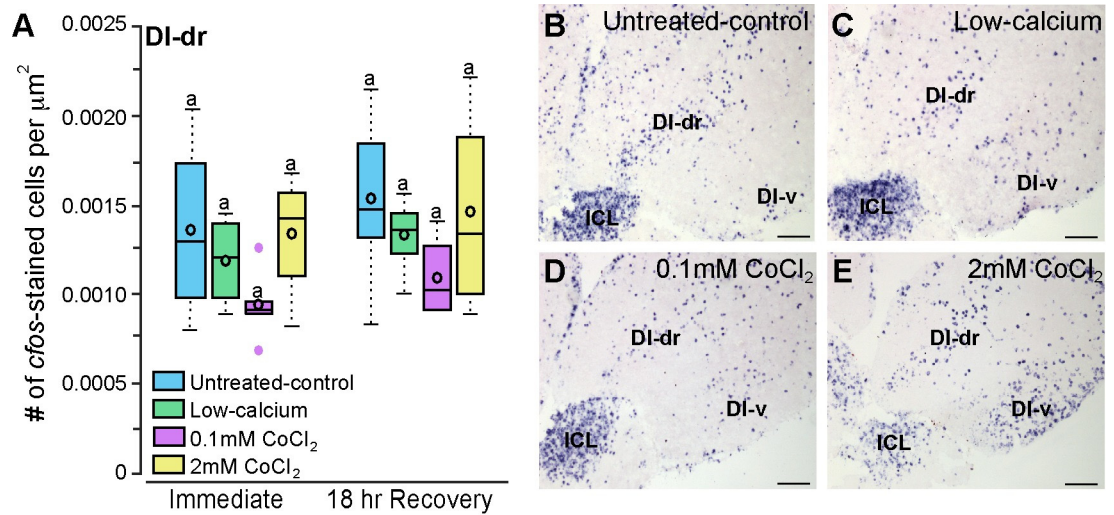 A
Dl-dr
# of cfos-stained cells per μm²
0.0025
0.0020
0.0015
0.0010
0.0005
0
a
a
a
a
a
a
a
a
Untreated-control
Low-calcium
0.1mM CoCl₂
2mM CoCl₂
Immediate
18 hr Recovery
B
Untreated-control
Dl-dr
Dl-v
ICL
C
Low-calcium
Dl-dr
Dl-v
ICL
D
0.1mM CoCl₂
Dl-dr
Dl-v
ICL
E
2mM CoCl₂
Dl-dr
Dl-v
ICL